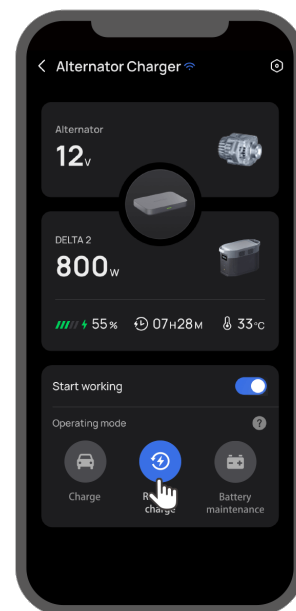 Alternator Charger
Alternator
12V
DELTA 2
800W
55% 07H28M 33°C
Start working
Operating mode ?
Charge
charge
Battery
maintenance